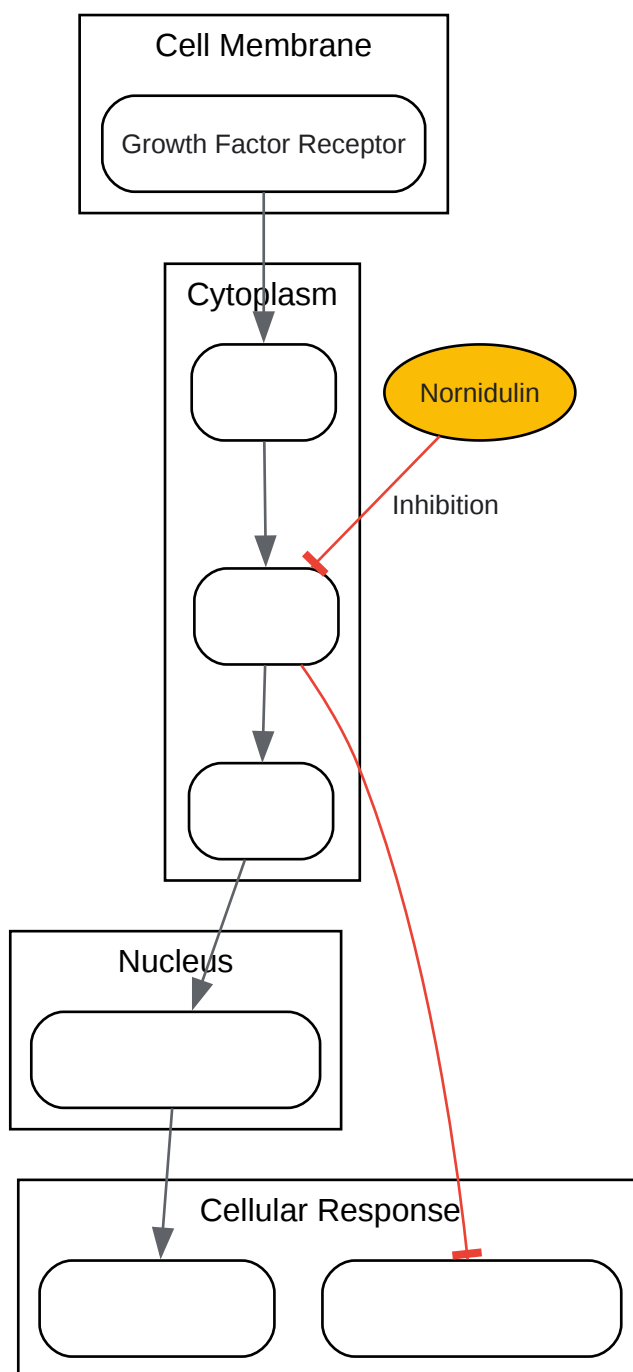 Cell Membrane
Growth Factor Receptor
Cytoplasm
Nornidulin
Inhibition
Nucleus
Cellular Response